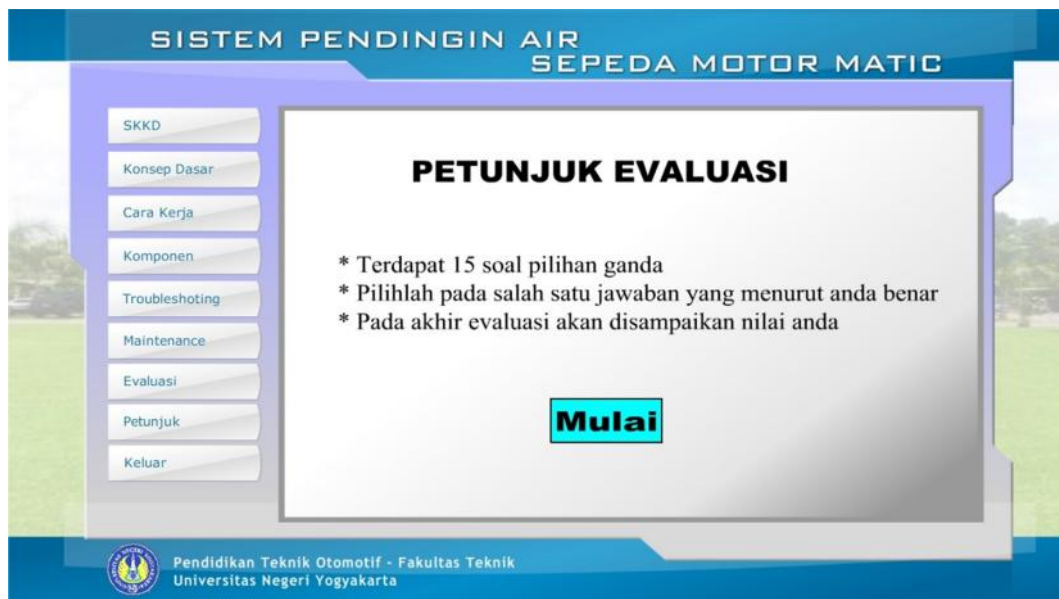 SISTEM PENDINGIN AIR
SEPEDA MOTOR MATIC
SKKD
Konsep Dasar
Cara Kerja
Komponen
Troubleshoting
Maintenance
Evaluasi
Petunjuk
Keluar
PETUNJUK EVALUASI
* Terdapat 15 soal pilihan ganda
* Pilihlah pada salah satu jawaban yang menurut anda benar
* Pada akhir evaluasi akan disampaikan nilai anda
Mulai
Pendidikan Teknik Otomotif - Fakultas Teknik
Universitas Negeri Yogyakarta